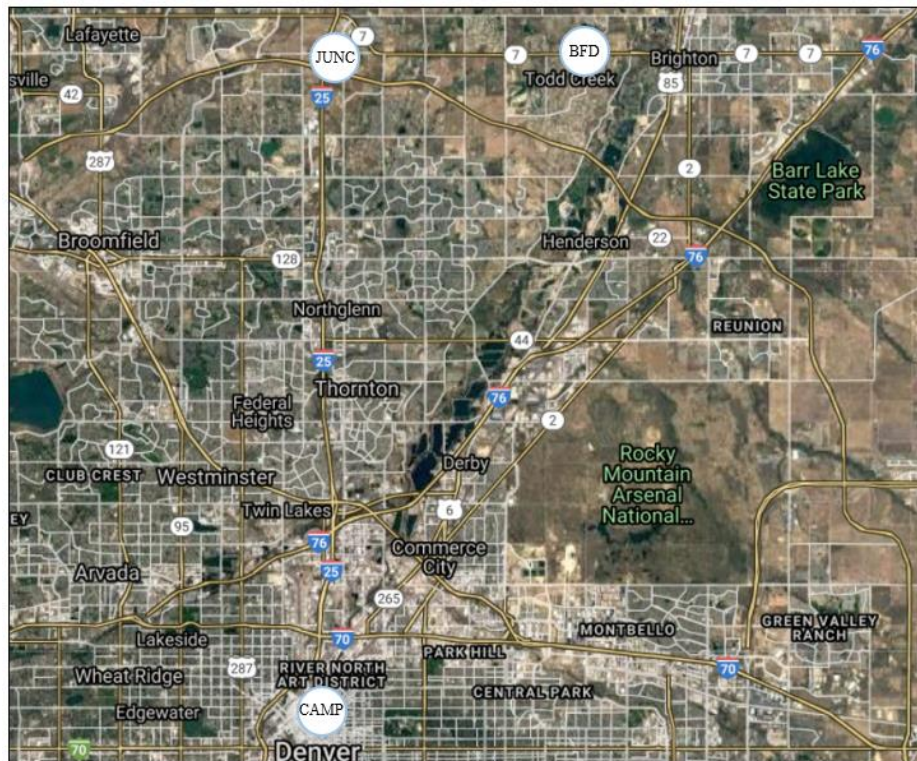 Lafayette
7
JUNC
BFD
7
Todd Creek
Brighton
7
7
76
sville
42
25
85
287
2
Barr Lake
State Park
Broomfield
128
Henderson
22
76
Northglenn
44
REUNION
25
Thornton
76
Federal
Heights
2
121
CLUB CREST
Westminster
Derby
Rocky
Mountain
Arsenal
National...
EY
95
Twin Lakes
6
76
Commerce
City
Arvada
25
265
Lakeside
70
MONTBELLO
GREEN VALLEY
RANCH
PARK HILL
Wheat Ridge
287
RIVER NORTH
ART DISTRICT
70
CENTRAL PARK
Edgewater
CAMP
70
Denver